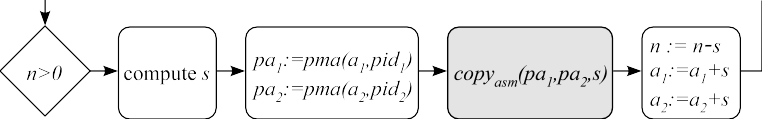 n>0
compute s
pa₁:=pma(a₁,pid₁)
pa₂:=pma(a₂,pid₂)
copyₐₛₘ(pa₁,pa₂,s)
n := n-s
a₁:=a₁+s
a₂:=a₂+s